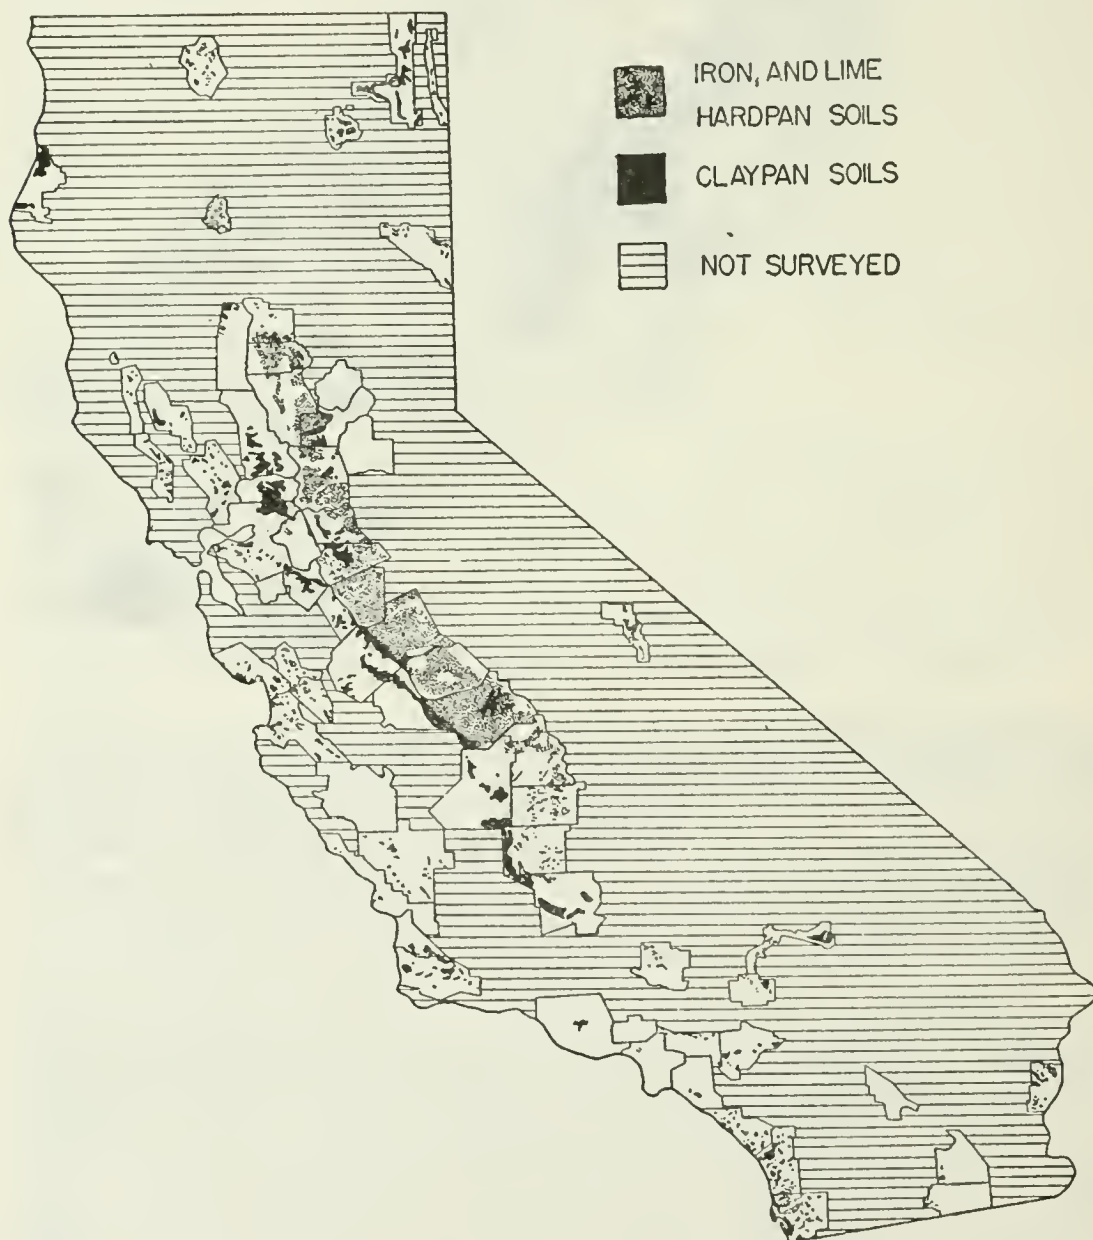 IRON, AND LIME
HARDPAN SOILS
CLAYPAN SOILS
NOT SURVEYED